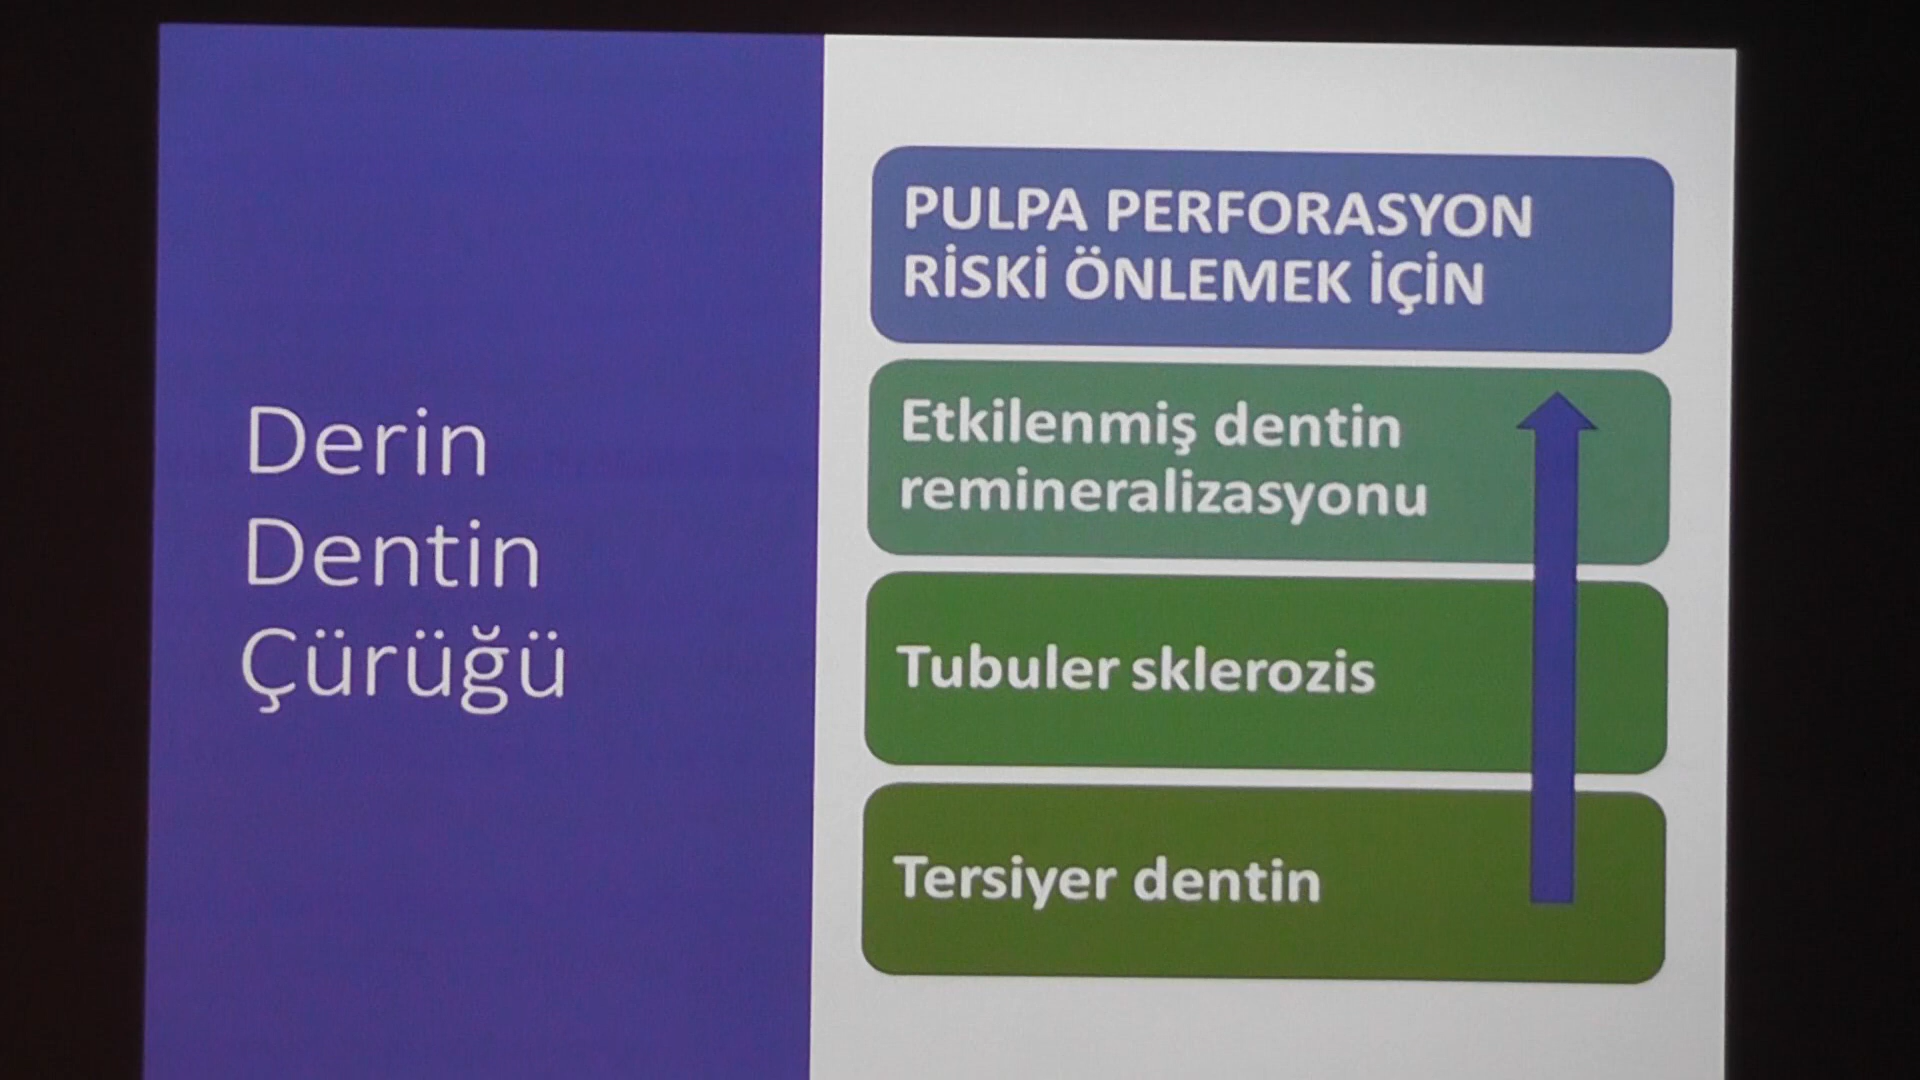 Derin
Dentin
Çürüğü
PULPA PERFORASYON
RİSKİ ÖNLEMEK İÇİN
Etkilenmiş dentin
remineralizasyonu
Tubuler sklerozis
Tersiyer dentin